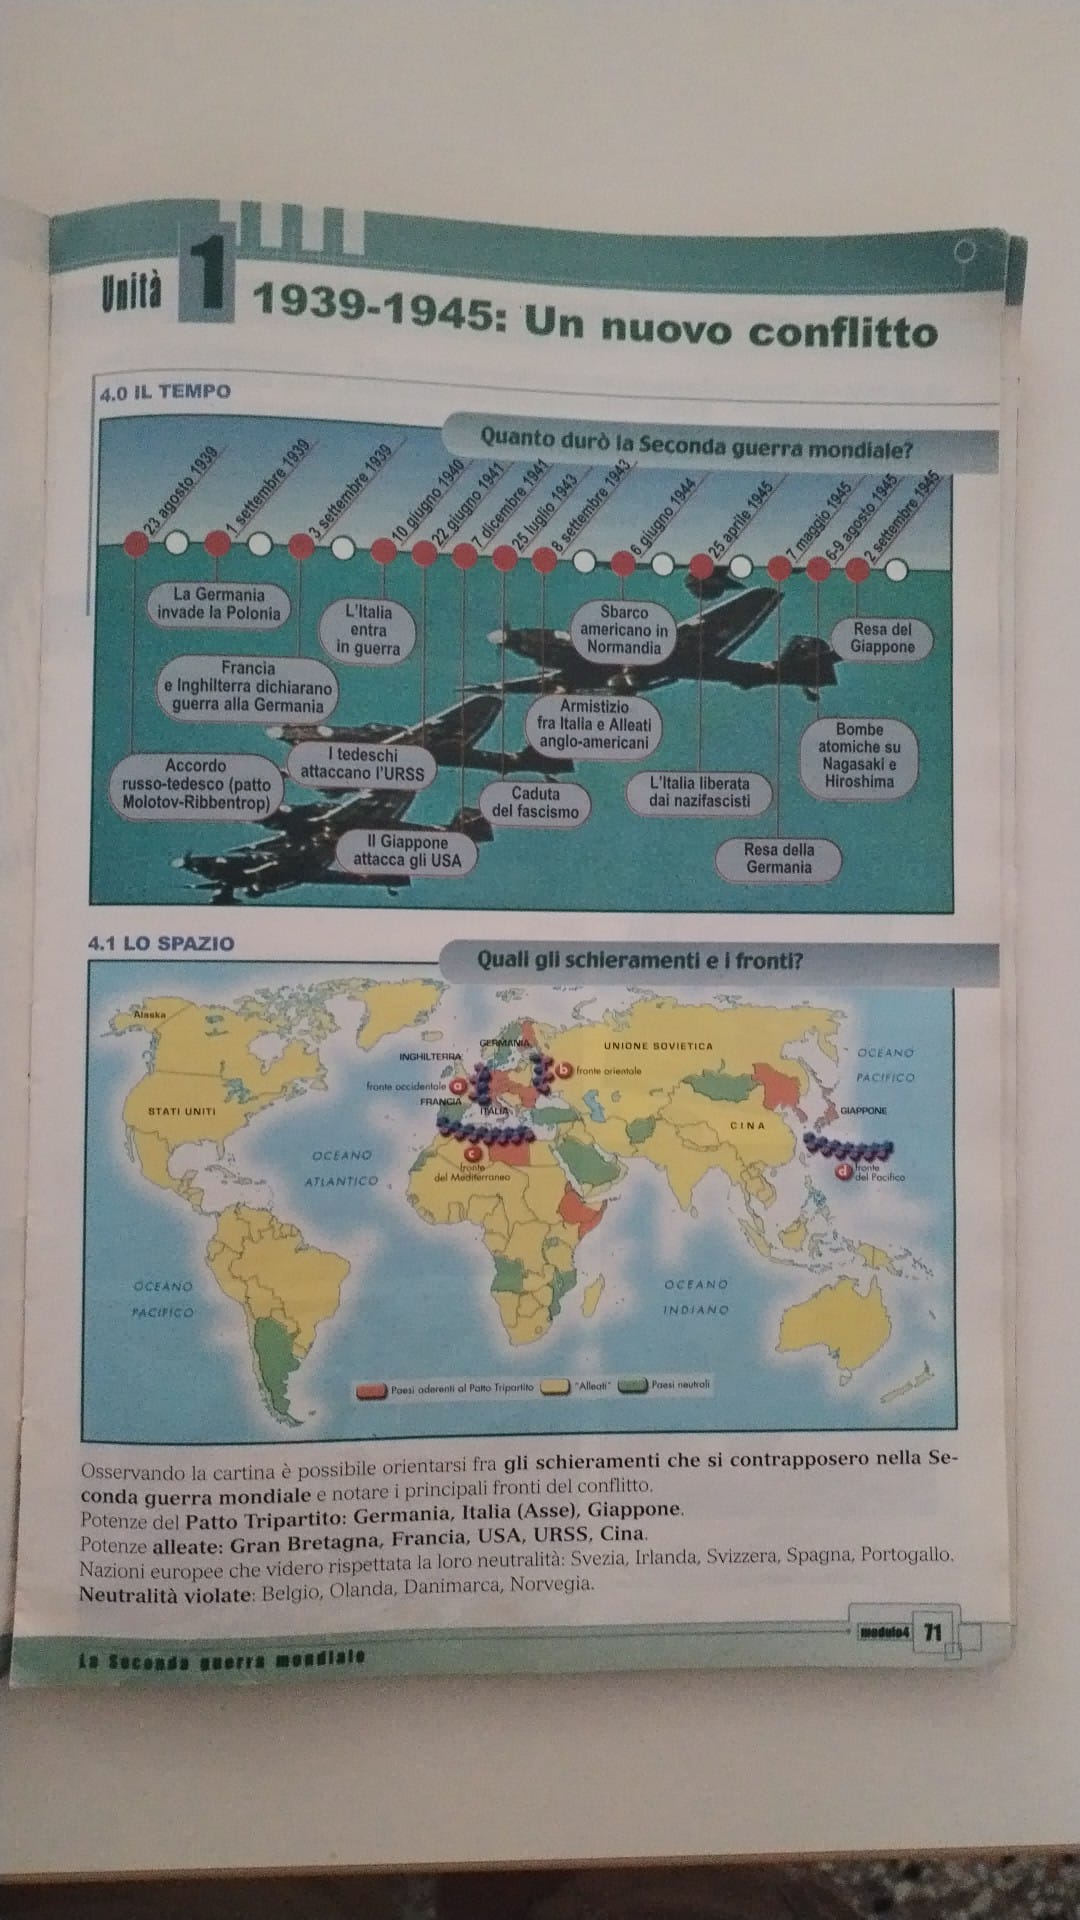 Unità 1 1939-1945: Un nuovo conflitto
4.0 IL TEMPO
Quanto durò la Seconda guerra mondiale?
23 agosto 1939
1 settembre 1939
3 settembre 1939
10 giugno 1940
22 giugno 1941
7 dicembre 1941
25 luglio 1943
8 settembre 1943
6 giugno 1944
25 aprile 1945
7 maggio 1945
6-9 agosto 1945
2 settembre 1945
La Germania
invade la Polonia
L'Italia
entra
in guerra
Sbarco
americano in
Normandia
Resa del
Giappone
Francia
e Inghilterra dichiarano
guerra alla Germania
Armistizio
fra Italia e Alleati
anglo-americani
Bombe
atomiche su
Nagasaki e
Hiroshima
Accordo
russo-tedesco (patto
Molotov-Ribbentrop)
I tedeschi
attaccano l'URSS
Caduta
del fascismo
L'Italia liberata
dai nazifascisti
Il Giappone
attacca gli USA
Resa della
Germania
4.1 LO SPAZIO
Quali gli schieramenti e i fronti?
Alaska
GERMANIA
UNIONE SOVIETICA
INGHILTERRA
OCEANO
PACIFICO
fronte occidentale a
b fronte orientale
FRANCIA
ITALIA
STATI UNITI
GIAPPONE
CINA
OCEANO
ATLANTICO
c
fronte
del Mediterraneo
d fronte
del Pacifico
OCEANO
PACIFICO
OCEANO
INDIANO
Paesi aderenti al Patto Tripartito
"Alleati"
Paesi neutrali
Osservando la cartina è possibile orientarsi fra gli schieramenti che si contrapposero nella Se-
conda guerra mondiale e notare i principali fronti del conflitto.
Potenze del Patto Tripartito: Germania, Italia (Asse), Giappone.
Potenze alleate: Gran Bretagna, Francia, USA, URSS, Cina.
Nazioni europee che videro rispettata la loro neutralità: Svezia, Irlanda, Svizzera, Spagna, Portogallo.
Neutralità violate: Belgio, Olanda, Danimarca, Norvegia.
modulo4 71
La Seconda guerra mondiale